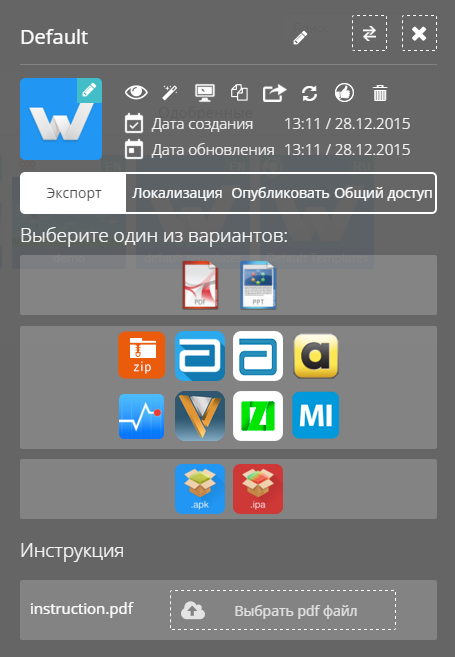 Default
Дата создания 13:11 / 28.12.2015
Дата обновления 13:11 / 28.12.2015
Экспорт Локализация Опубликовать Общий доступ
Выберите один из вариантов:
PDF PPT
zip a
MI
.apk .ipa
Инструкция
instruction.pdf Выбрать pdf файл